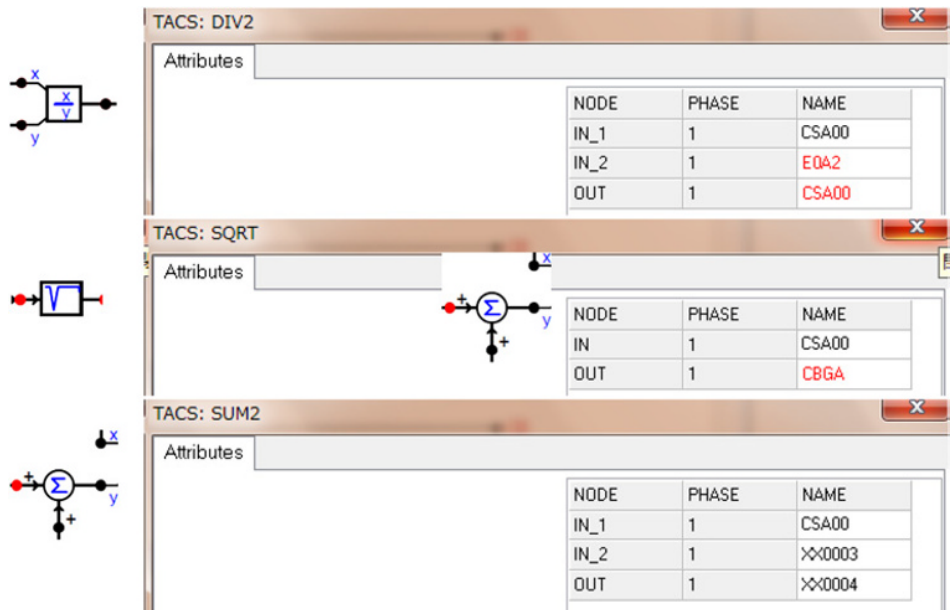 TACS: DIV2
x
Attributes
x
x
y
y
NODE PHASE NAME
IN_1 1 CSA00
IN_2 1 E0A2
OUT 1 CSA00
TACS: SQRT
x
Attributes
x
+
Σ
y
+
√
NODE PHASE NAME
IN 1 CSA00
OUT 1 CBGA
TACS: SUM2
x
Attributes
x
+
Σ
y
+
NODE PHASE NAME
IN_1 1 CSA00
IN_2 1 XX0003
OUT 1 XX0004